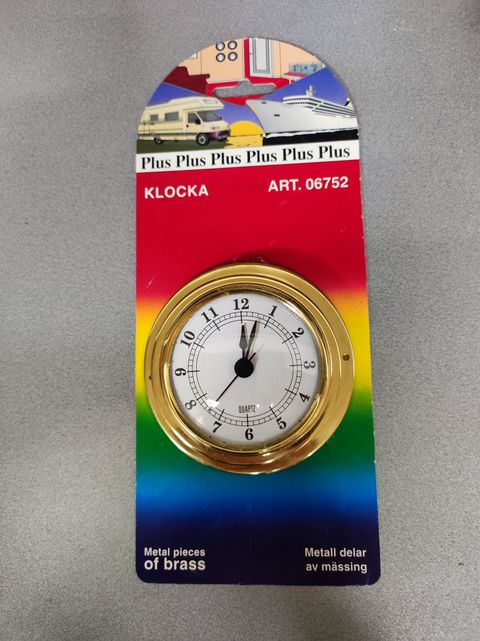 Plus Plus Plus Plus Plus Plus
KLOCKA
ART. 06752
12
1
2
3
4
5
6
7
8
9
10
11
QUARTZ
Metal pieces
of brass
Metall delar
av mässing